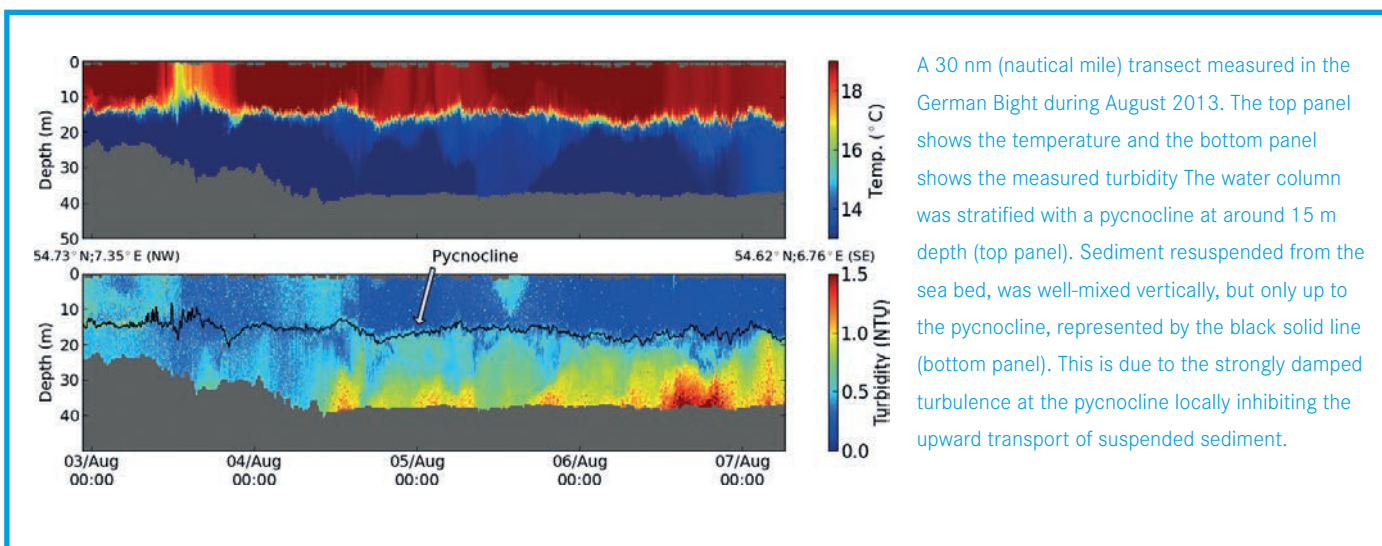 0
10
20
30
40
50
Depth (m)
18
16
14
Temp. (°C)
54.73°N;7.35°E (NW)
Pycnocline
54.62°N;6.76°E (SE)
0
10
20
30
40
Depth (m)
1.5
1.0
0.5
0.0
Turbidity (NTU)
03/Aug
00:00
04/Aug
00:00
05/Aug
00:00
06/Aug
00:00
07/Aug
00:00
A 30 nm (nautical mile) transect measured in the
German Bight during August 2013. The top panel
shows the temperature and the bottom panel
shows the measured turbidity The water column
was stratified with a pycnocline at around 15 m
depth (top panel). Sediment resuspended from the
sea bed, was well-mixed vertically, but only up to
the pycnocline, represented by the black solid line
(bottom panel). This is due to the strongly damped
turbulence at the pycnocline locally inhibiting the
upward transport of suspended sediment.